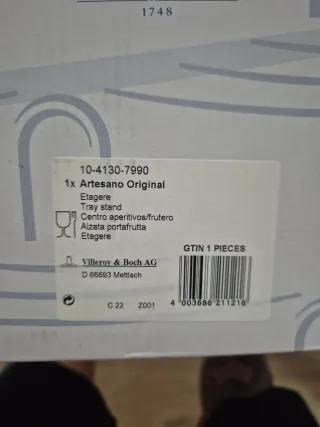 1748
10-4130-7990
1x Artesano Original
Etagere
Tray stand
Centro aperitivos/frutero
Alzata portafrutta
Etagere
GTIN 1 PIECES
Villeroy & Boch AG
D 66693 Mettlach
C 22 Z001
4 003686 211218